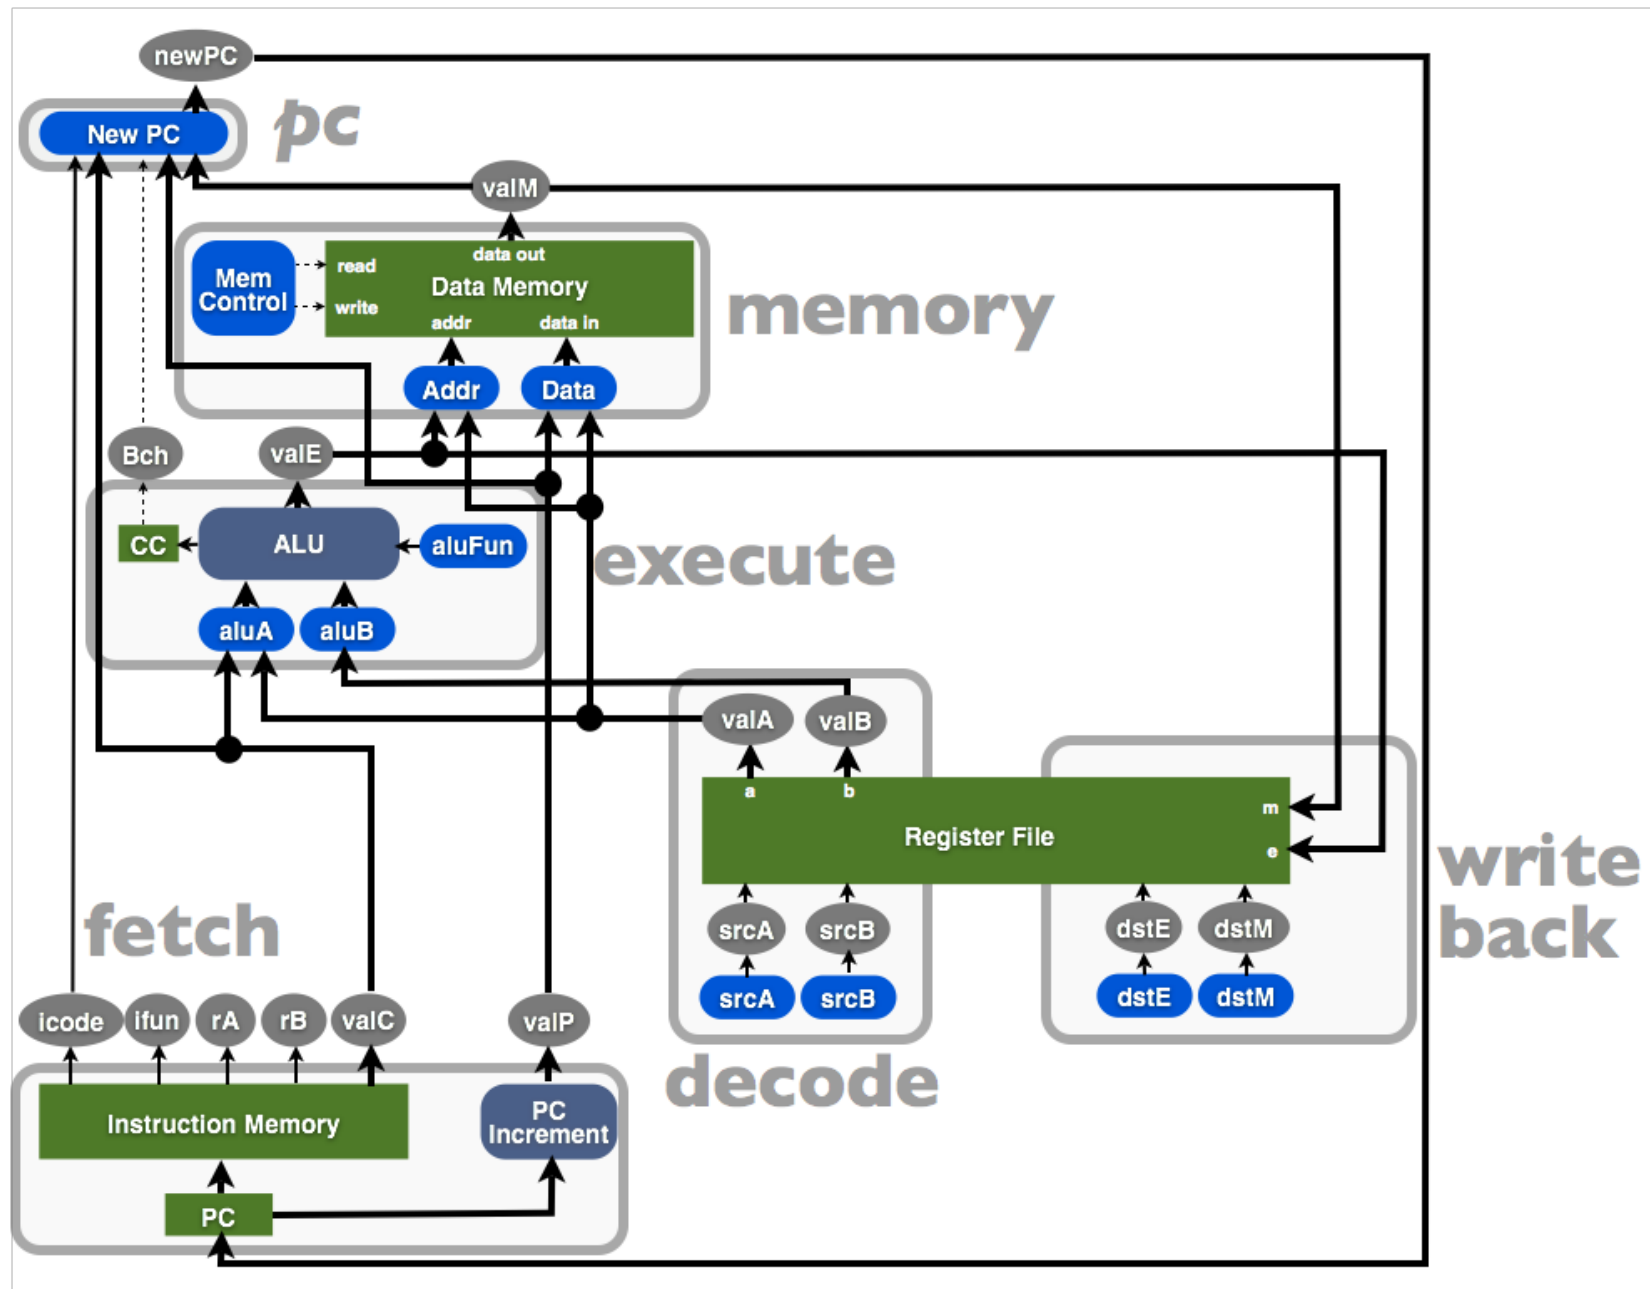 newPC
New PC
pc
valM
data out
Mem
Control
read
Data Memory
write
addr
data in
memory
Addr
Data
Bch
valE
CC
ALU
aluFun
execute
aluA
aluB
valA
valB
a
b
m
Register File
e
write
back
fetch
srcA
srcB
dstE
dstM
srcA
srcB
dstE
dstM
icode
ifun
rA
rB
valC
valP
decode
Instruction Memory
PC
Increment
PC